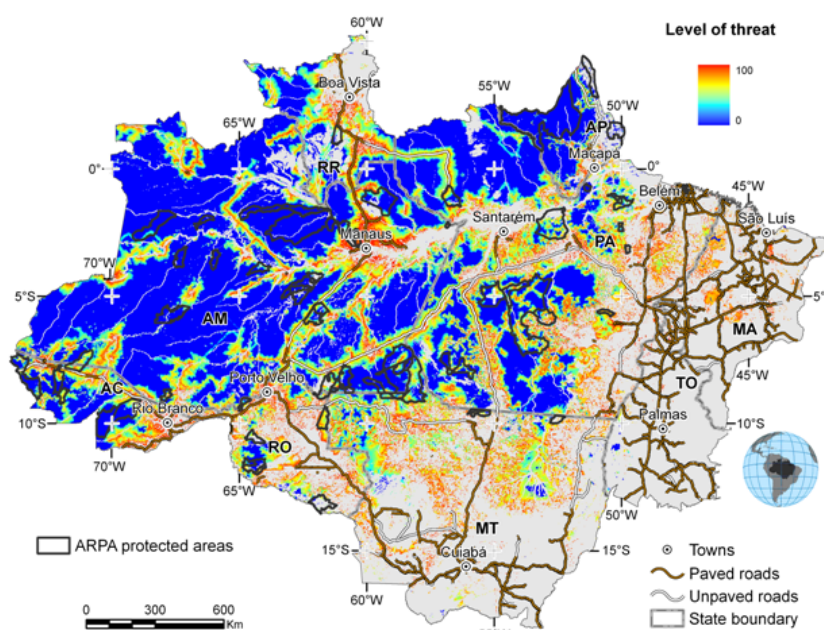 60°W
Level of threat
100
0
Boa Vista
55°W
50°W
65°W
AP
0°
RR
Macapá
0°
Belém
45°W
Santarém
São Luís
Manaus
PA
70°W
5°S
5°
AM
MA
45°W
AC
Porto Velho
TO
Rio Branco
Palmas
10°S
10°S
70°W
RO
65°W
50°W
MT
ARPA protected areas
15°S
15°S
Cuiabá
Towns
Paved roads
60°W
Unpaved roads
0 200 400 600
Km
State boundary